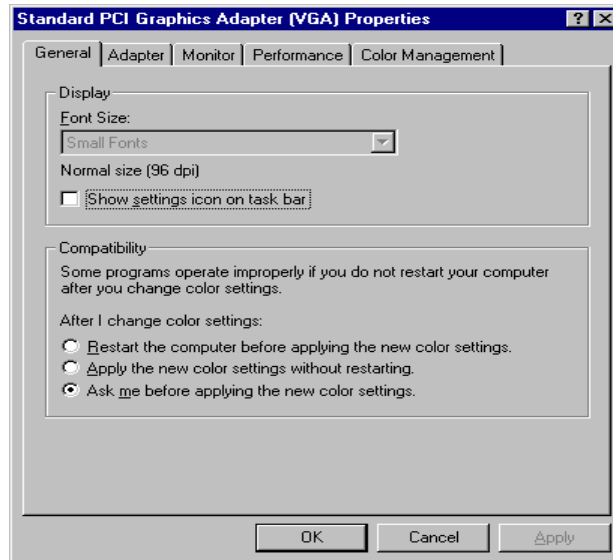 Standard PCI Graphics Adapter (VGA) Properties
General Adapter Monitor Performance Color Management
Display
Font Size:
Small Fonts
Normal size (96 dpi)
Show settings icon on task bar
Compatibility
Some programs operate improperly if you do not restart your computer
after you change color settings.
After I change color settings:
Restart the computer before applying the new color settings.
Apply the new color settings without restarting.
Ask me before applying the new color settings.
OK Cancel Apply